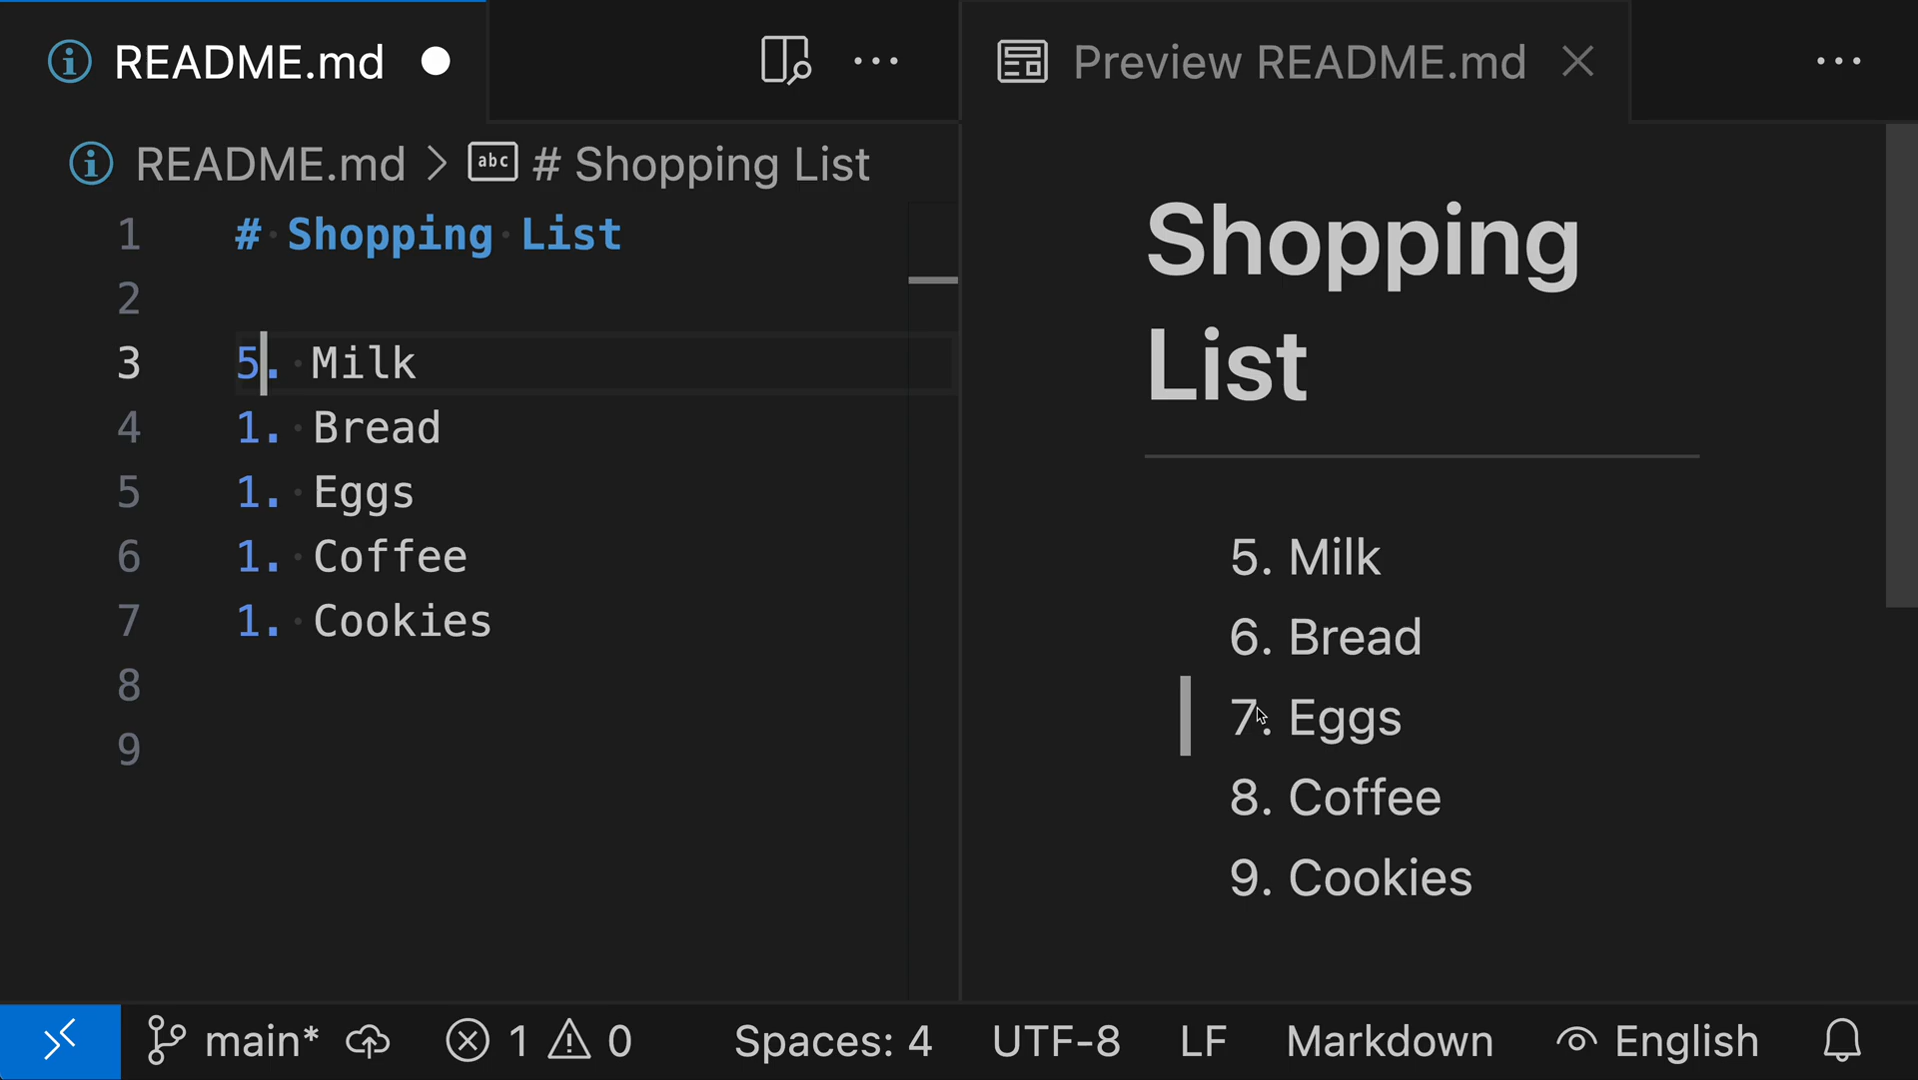 README.md
Preview README.md
README.md > abc # Shopping List
1 # Shopping List
2
3 5. Milk
4 1. Bread
5 1. Eggs
6 1. Coffee
7 1. Cookies
8
9
Shopping
List
5. Milk
6. Bread
7. Eggs
8. Coffee
9. Cookies
main* 1 0 Spaces: 4 UTF-8 LF Markdown English